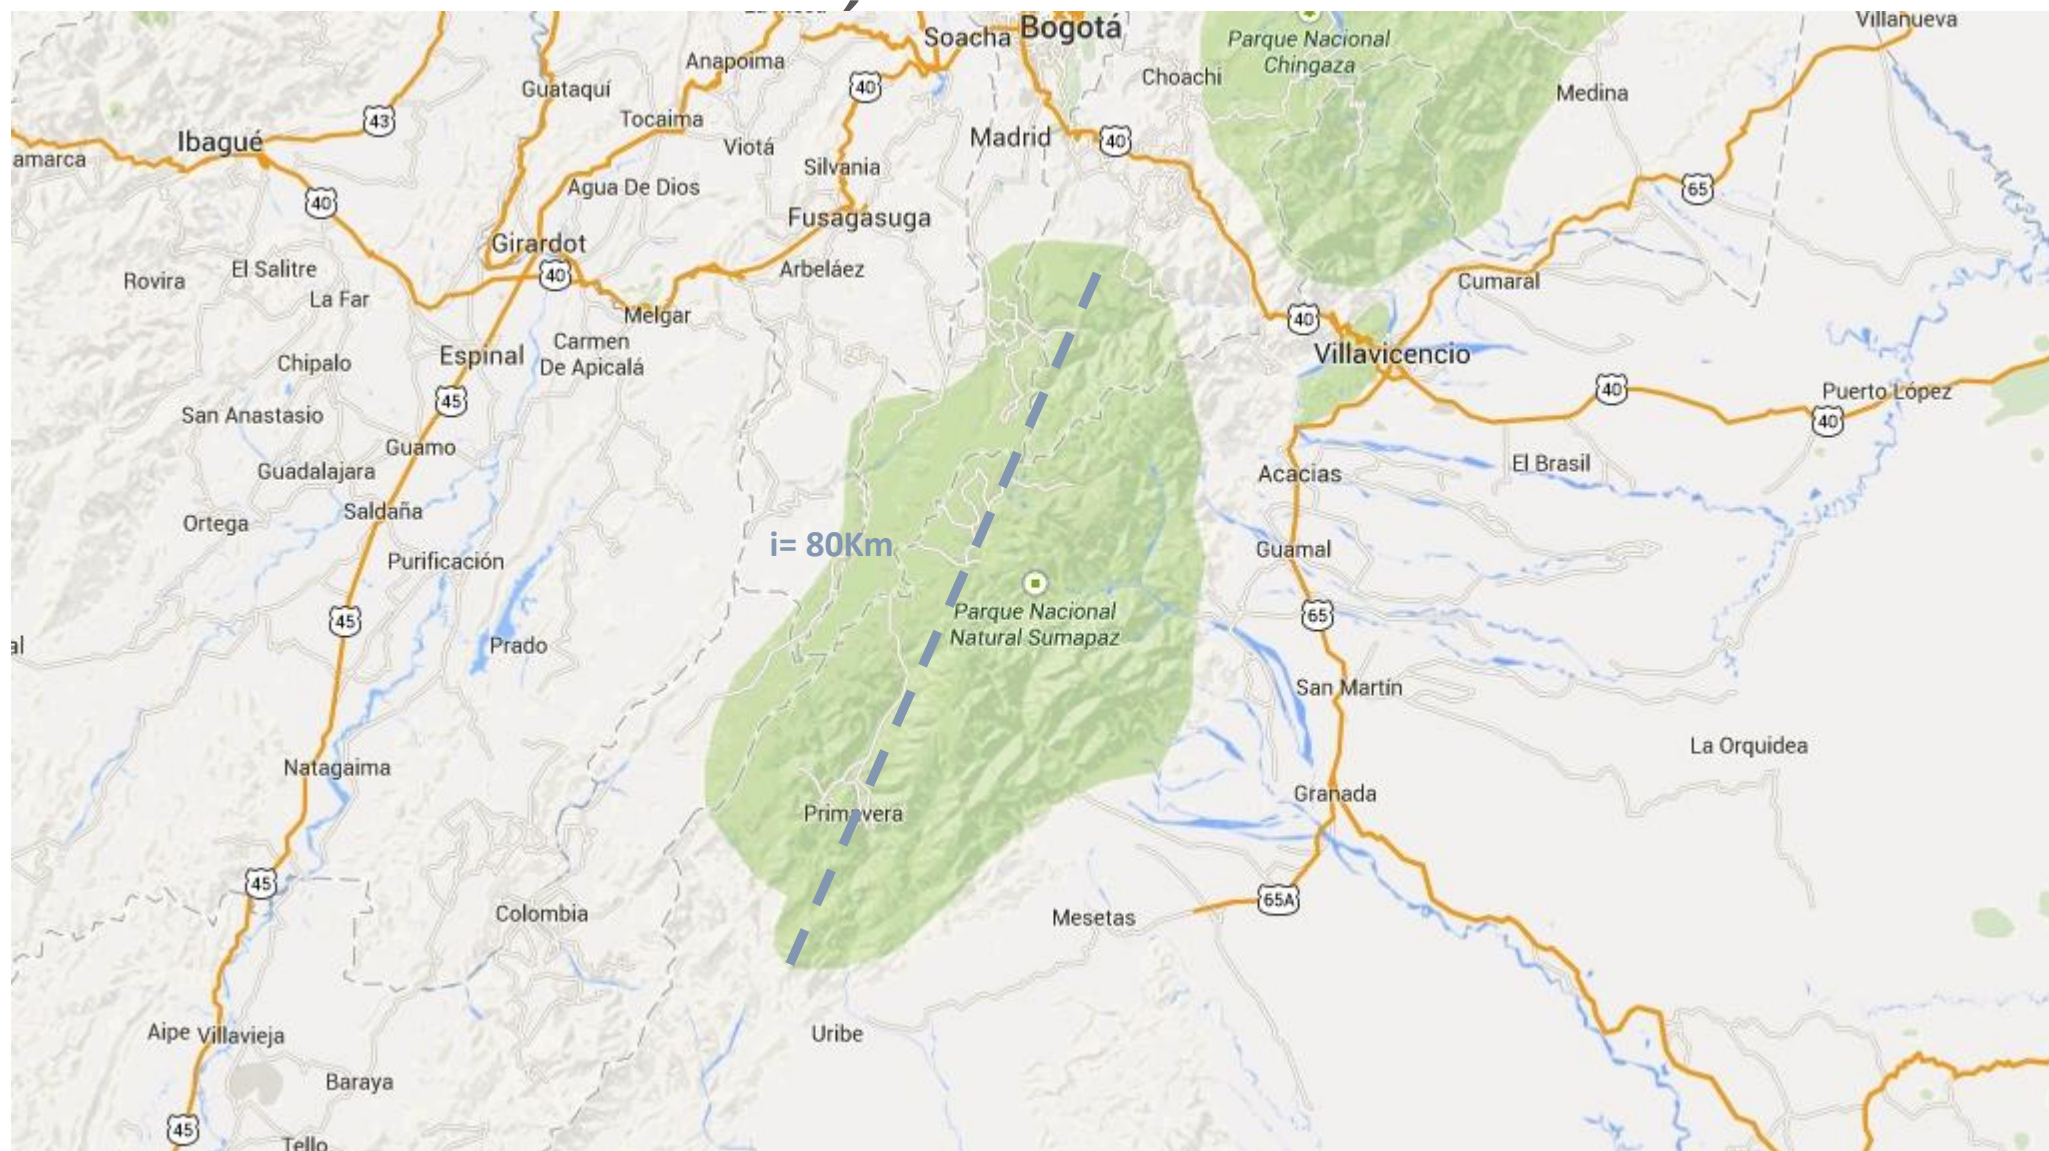 Bogotá
Villanueva
Soacha
Parque Nacional
Chingaza
Anapoima
Choachi
40
Guataquí
Medina
43
Tocaima
Ibagué
Madrid
40
Viotá
amarca
Silvania
Agua De Dios
65
40
Fusagasuga
Girardot
El Salitre
Arbeláez
40
Rovira
Cumaral
La Far
Melgar
40
Carmen
De Apicalá
Espinal
Villavicencio
Chipalo
40
Puerto López
45
San Anastasio
40
Guamo
El Brasil
Guadalajara
Acacias
Saldaña
Ortega
i= 80Km
Guamal
Purificación
Parque Nacional
Natural Sumapaz
65
45
al
Prado
San Martín
La Orquidea
Natagaima
Granada
Primavera
45
65A
Colombia
Mesetas
Aipe
Villavieja
Uribe
Baraya
45
Tello